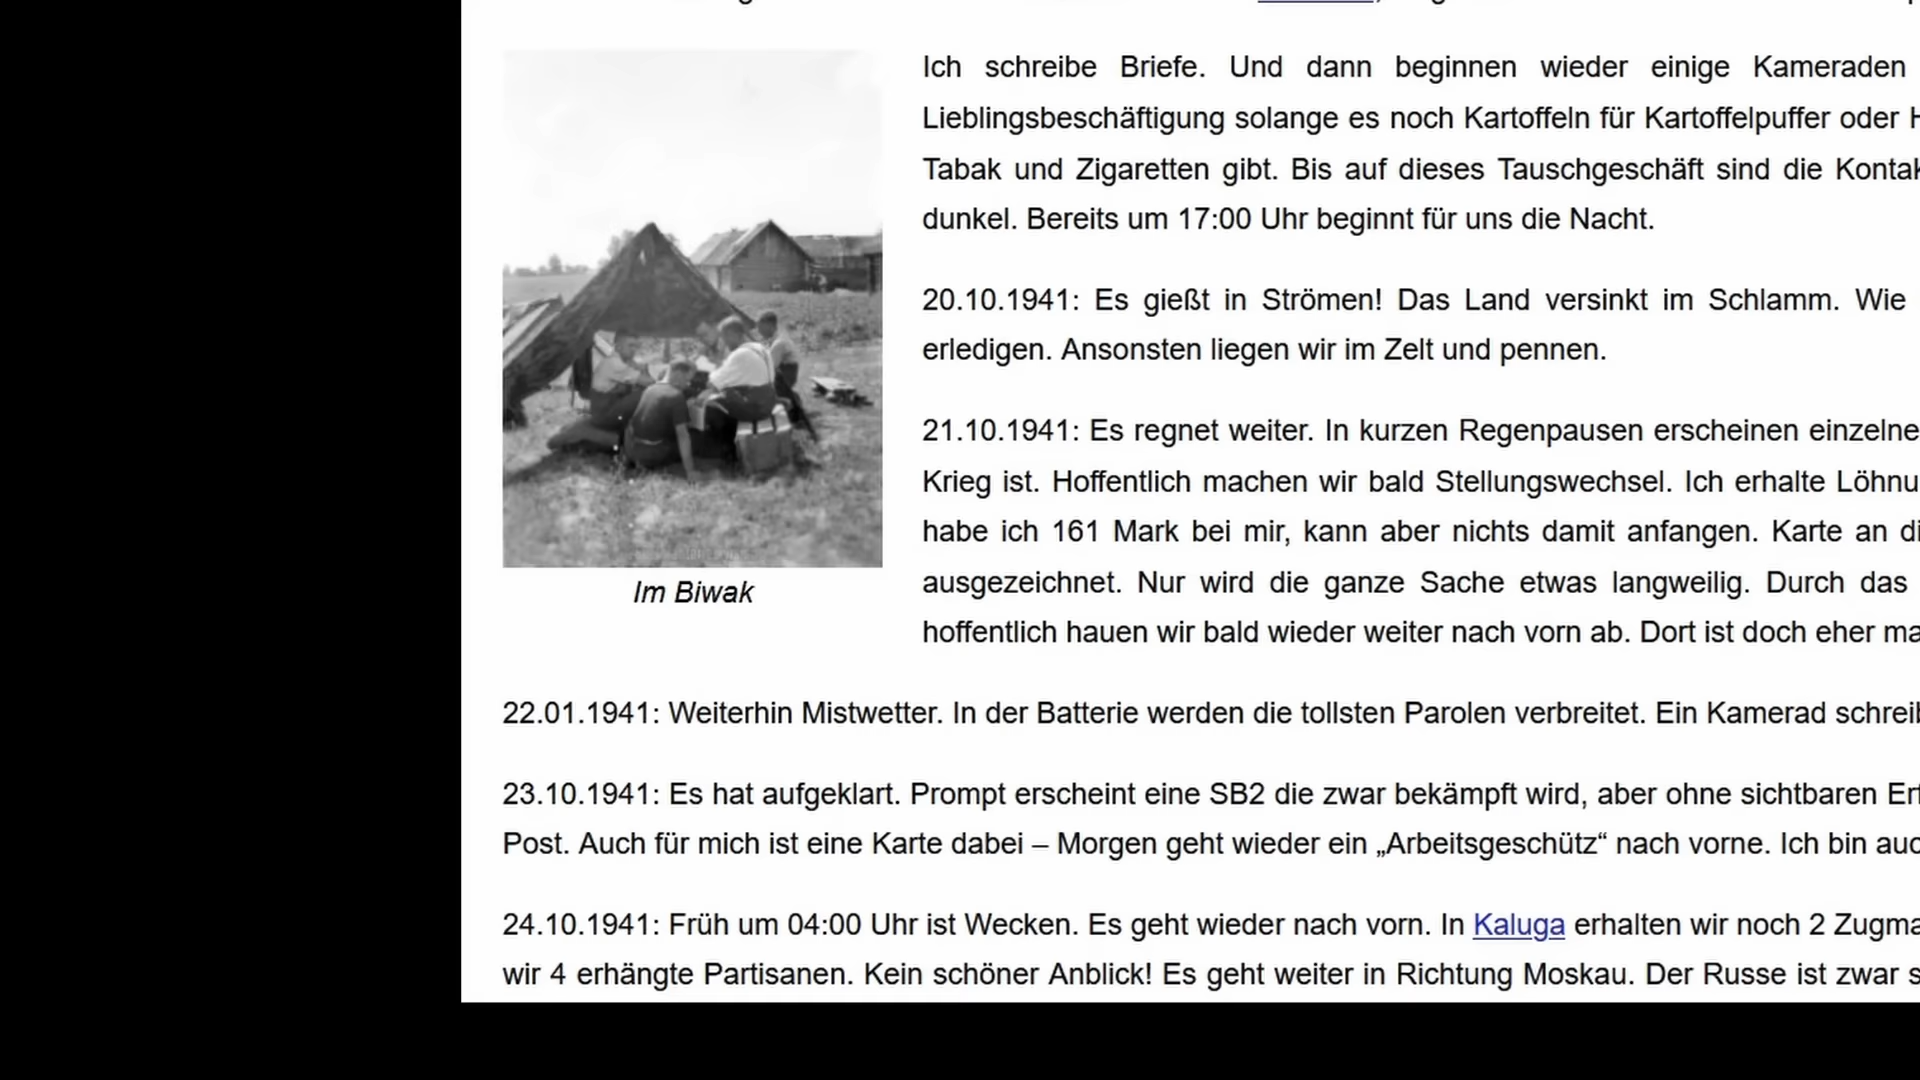 Ich schreibe Briefe. Und dann beginnen wieder einige Kameraden
Lieblingsbeschäftigung solange es noch Kartoffeln für Kartoffelpuffer oder
Tabak und Zigaretten gibt. Bis auf dieses Tauschgeschäft sind die
dunkel. Bereits um 17:00 Uhr beginnt für uns die Nacht.
20.10.1941: Es gießt in Strömen! Das Land versinkt im Schlamm. Wie
erledigen. Ansonsten liegen wir im Zelt und pennen.
21.10.1941: Es regnet weiter. In kurzen Regenpausen erscheinen einzelne
Krieg ist. Hoffentlich machen wir bald Stellungswechsel. Ich erhalte
habe ich 161 Mark bei mir, kann aber nichts damit anfangen. Karte an
ausgezeichnet. Nur wird die ganze Sache etwas langweilig. Durch das
hoffentlich hauen wir bald wieder weiter nach vorn ab. Dort ist doch eher
Im Biwak
22.01.1941: Weiterhin Mistwetter. In der Batterie werden die tollsten Parolen verbreitet. Ein Kamerad
23.10.1941: Es hat aufgeklart. Prompt erscheint eine SB2 die zwar bekämpft wird, aber ohne sichtbaren
Post. Auch für mich ist eine Karte dabei – Morgen geht wieder ein „Arbeitsgeschütz“ nach vorne. Ich bin
24.10.1941: Früh um 04:00 Uhr ist Wecken. Es geht wieder nach vorn. In Kaluga erhalten wir noch 2
wir 4 erhängte Partisanen. Kein schöner Anblick! Es geht weiter in Richtung Moskau. Der Russe ist zwar